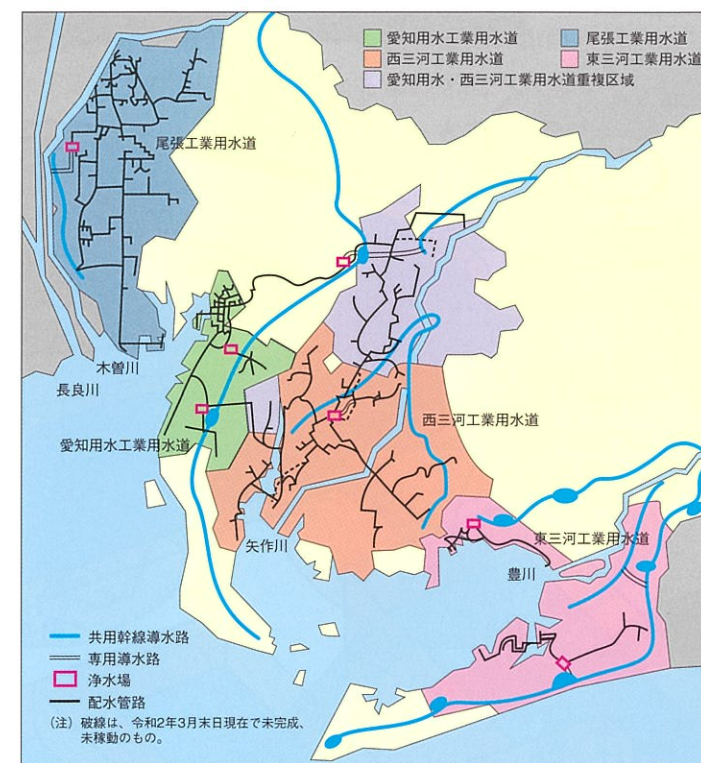 愛知用水工業用水道
尾張工業用水道
西三河工業用水道
東三河工業用水道
愛知用水・西三河工業用水道重複区域
尾張工業用水道
木曽川
長良川
愛知用水工業用水道
西三河工業用水道
矢作川
東三河工業用水道
豊川
共用幹線導水路
専用導水路
浄水場
配水管路
(注) 破線は、令和2年3月末日現在で未完成、
未稼動のもの。